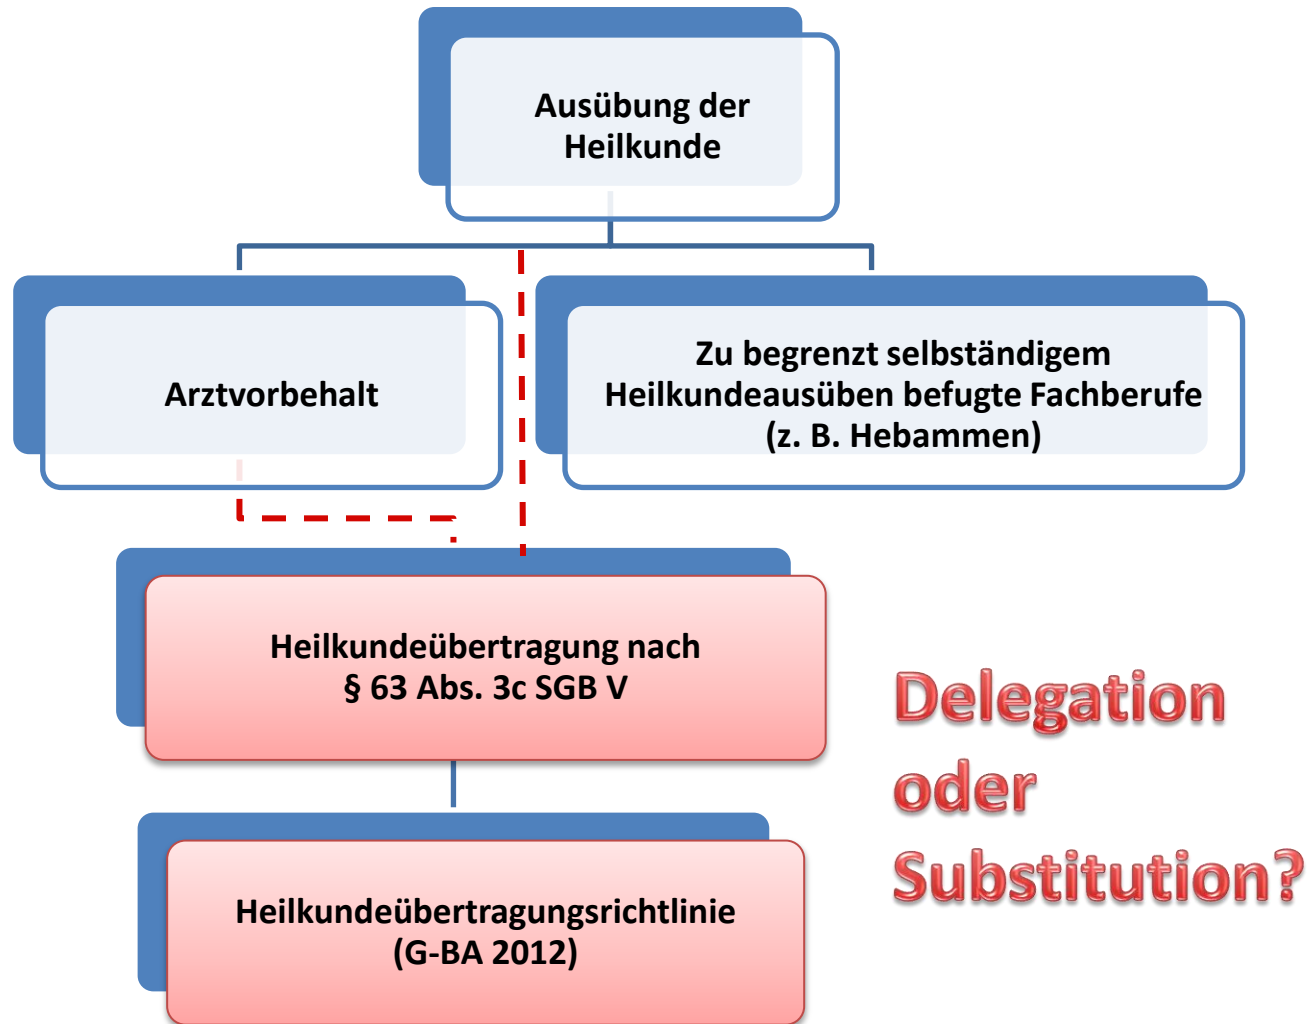 Ausübung der
Heilkunde
Arztvorbehalt
Zu begrenzt selbständigem
Heilkundeausüben befugte Fachberufe
(z. B. Hebammen)
Heilkundeübertragung nach
§ 63 Abs. 3c SGB V
Delegation
oder
Substitution?
Heilkundeübertragungsrichtlinie
(G-BA 2012)